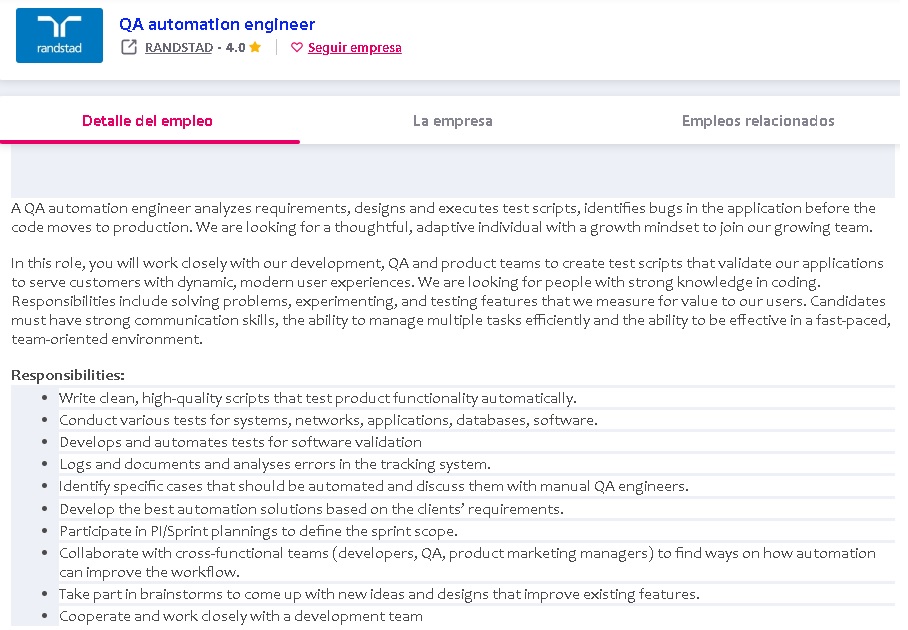 QA automation engineer
randstad
RANDSTAD - 4.0
Seguir empresa
Detalle del empleo
La empresa
Empleos relacionados
A QA automation engineer analyzes requirements, designs and executes test scripts, identifies bugs in the application before the
code moves to production. We are looking for a thoughtful, adaptive individual with a growth mindset to join our growing team.
In this role, you will work closely with our development, QA and product teams to create test scripts that validate our applications
to serve customers with dynamic, modern user experiences. We are looking for people with strong knowledge in coding.
Responsibilities include solving problems, experimenting, and testing features that we measure for value to our users. Candidates
must have strong communication skills, the ability to manage multiple tasks efficiently and the ability to be effective in a fast-paced,
team-oriented environment.
Responsibilities:
• Write clean, high-quality scripts that test product functionality automatically.
• Conduct various tests for systems, networks, applications, databases, software.
• Develops and automates tests for software validation
• Logs and documents and analyses errors in the tracking system.
• Identify specific cases that should be automated and discuss them with manual QA engineers.
• Develop the best automation solutions based on the clients' requirements.
• Participate in PI/Sprint plannings to define the sprint scope.
• Collaborate with cross-functional teams (developers, QA, product marketing managers) to find ways on how automation
can improve the workflow.
• Take part in brainstorms to come up with new ideas and designs that improve existing features.
• Cooperate and work closely with a development team